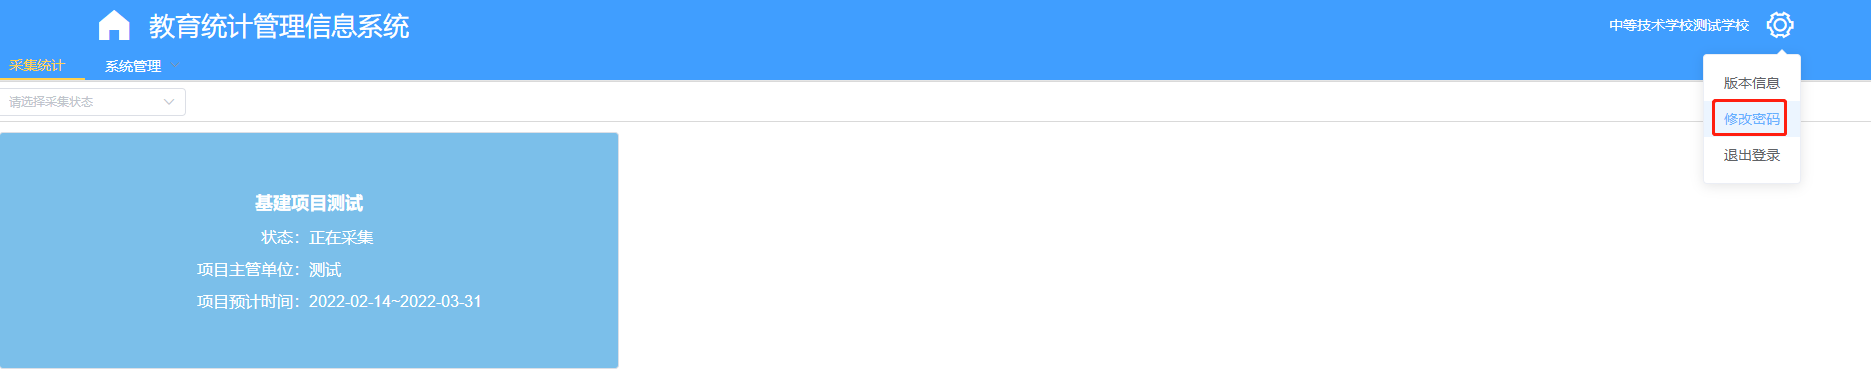 教育统计管理信息系统
中等技术学校测试学校
采集统计
系统管理
版本信息
请选择采集状态
修改密码
退出登录
基建项目测试
状态：正在采集
项目主管单位：测试
项目预计时间：2022-02-14~2022-03-31